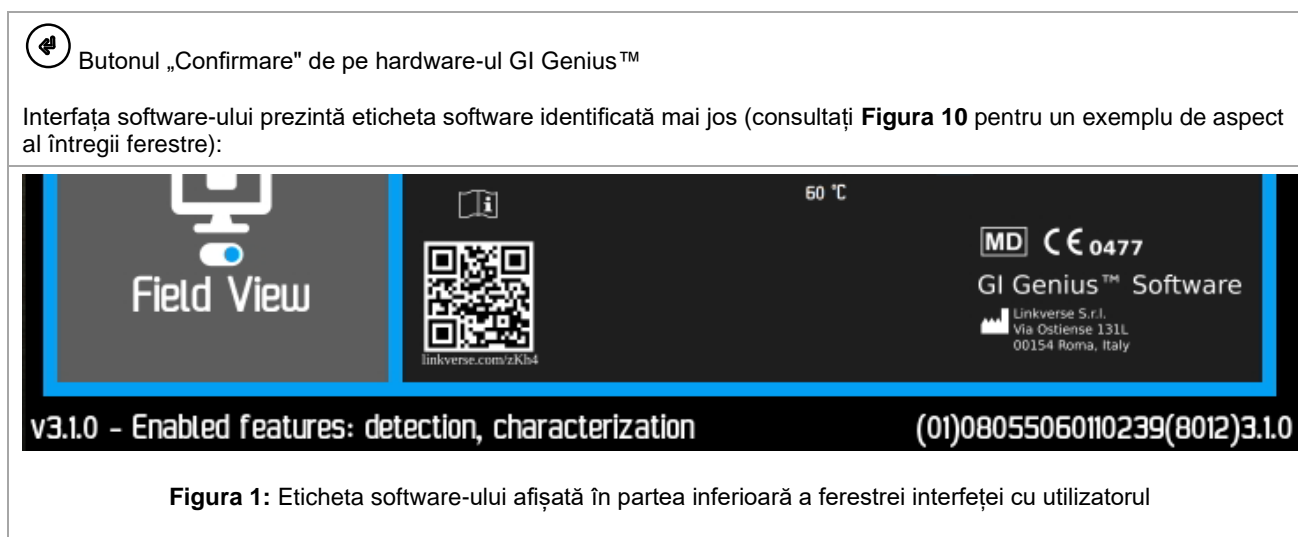 Butonul „Confirmare" de pe hardware-ul GI Genius™
Interfața software-ului prezintă eticheta software identificată mai jos (consultați Figura 10 pentru un exemplu de aspect
al întregii ferestre):
60 °C
MD CE 0477
Field View
GI Genius™ Software
Linkverse S.r.l.
Via Ostiense 131L
00154 Roma, Italy
linkverse.com/zKh4
v3.1.0 - Enabled features: detection, characterization
(01)08055060110239(8012)3.1.0
Figura 1: Eticheta software-ului afișată în partea inferioară a ferestrei interfeței cu utilizatorul